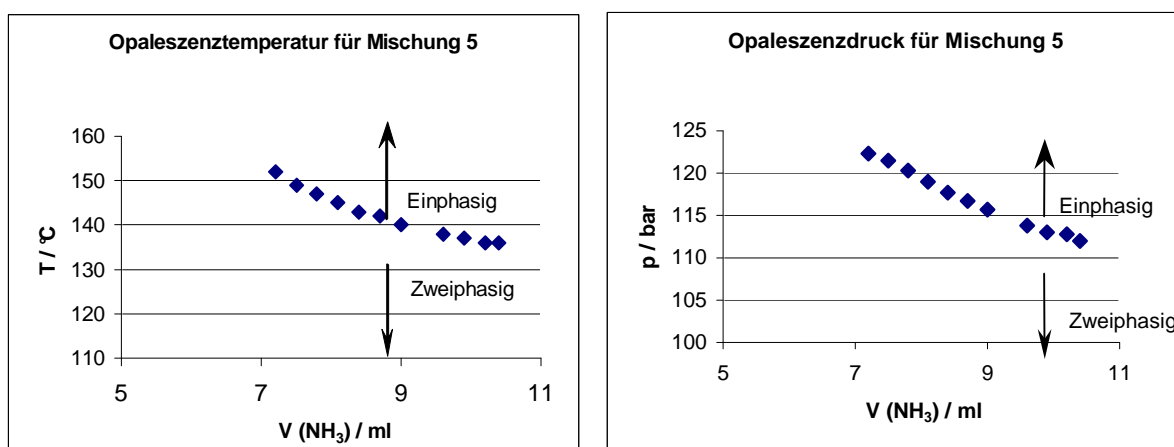 Opaleszenztemperatur für Mischung 5
160
150
140
130
120
110
T / °C
Einphasig
Zweiphasig
5 7 9 11
V (NH₃) / ml
Opaleszenzdruck für Mischung 5
125
120
115
110
105
100
p / bar
Einphasig
Zweiphasig
5 7 9 11
V (NH₃) / ml